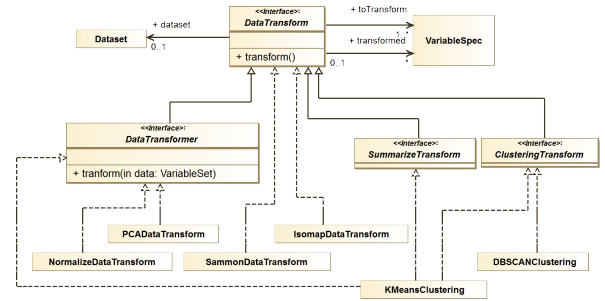 <<Interface>>
DataTransform
+ transform()
+ dataset
0..1
Dataset
+ toTransform
1..*
+ transformed
0..1
*
VariableSpec
<<Interface>>
DataTransformer
+ tranform(in data: VariableSet)
<<Interface>>
SummarizeTransform
<<Interface>>
ClusteringTransform
PCADataTransform
IsomapDataTransform
NormalizeDataTransform
SammonDataTransform
DBSCANClustering
KMeansClustering